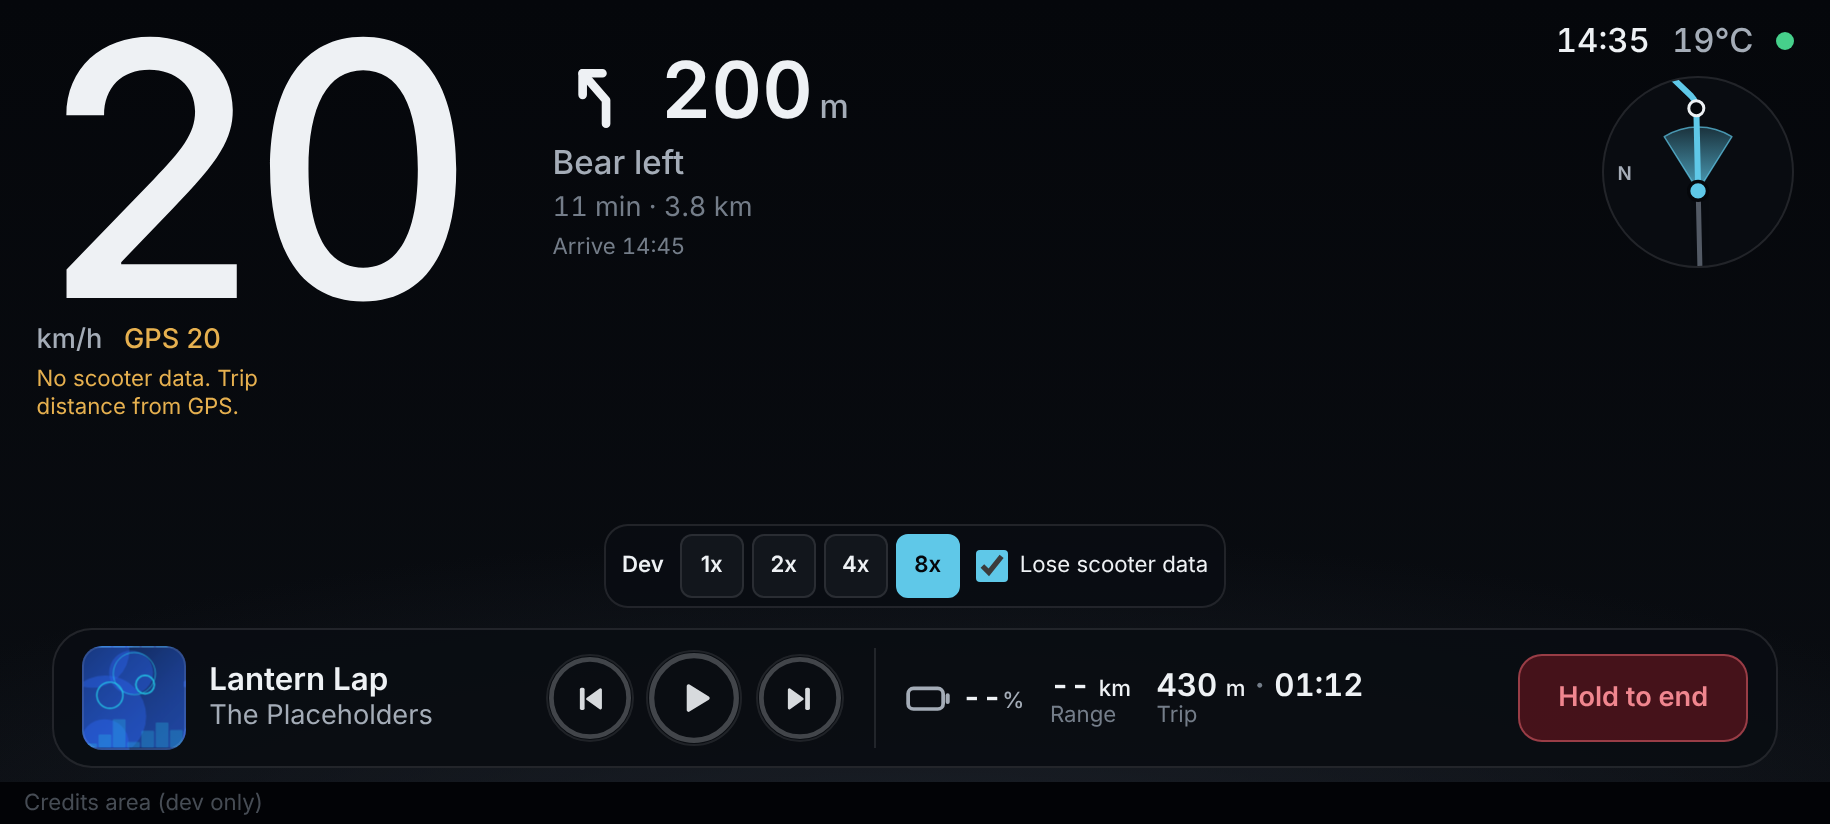 20
km/h GPS 20
No scooter data. Trip
distance from GPS.
200 m
Bear left
11 min · 3.8 km
Arrive 14:45
14:35 19°C
N
Dev 1x 2x 4x 8x Lose scooter data
Lantern Lap
The Placeholders
--%
-- km
Range
430 m · 01:12
Trip
Hold to end
Credits area (dev only)